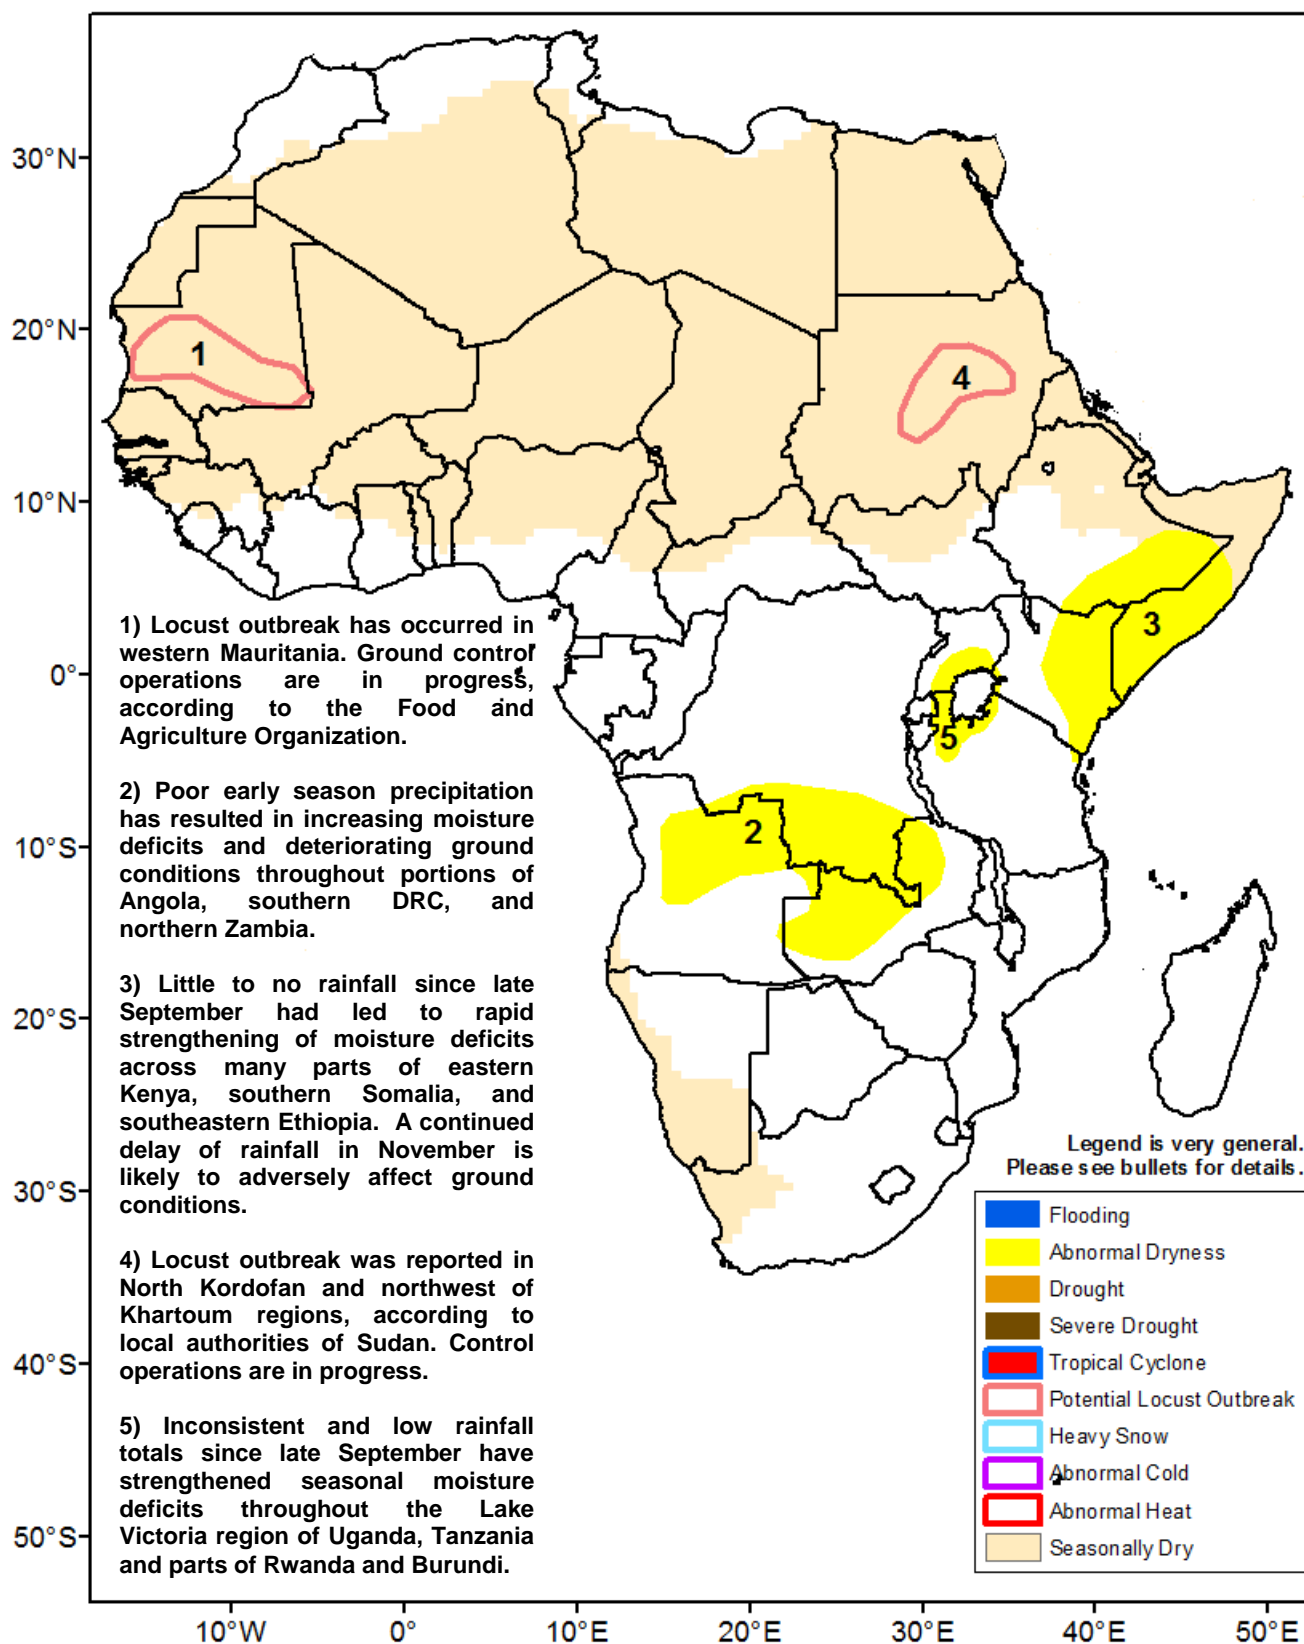 30°N
20°N
10°N
0°
10°S
20°S
30°S
40°S
50°S
1
4
3
5
2
1) Locust outbreak has occurred in
western Mauritania. Ground control
operations are in progress,
according to the Food and
Agriculture Organization.
2) Poor early season precipitation
has resulted in increasing moisture
deficits and deteriorating ground
conditions throughout portions of
Angola, southern DRC, and
northern Zambia.
3) Little to no rainfall since late
September had led to rapid
strengthening of moisture deficits
across many parts of eastern
Kenya, southern Somalia, and
southeastern Ethiopia. A continued
delay of rainfall in November is
likely to adversely affect ground
conditions.
4) Locust outbreak was reported in
North Kordofan and northwest of
Khartoum regions, according to
local authorities of Sudan. Control
operations are in progress.
5) Inconsistent and low rainfall
totals since late September have
strengthened seasonal moisture
deficits throughout the Lake
Victoria region of Uganda, Tanzania
and parts of Rwanda and Burundi.
Legend is very general.
Please see bullets for details.
Flooding
Abnormal Dryness
Drought
Severe Drought
Tropical Cyclone
Potential Locust Outbreak
Heavy Snow
Abnormal Cold
Abnormal Heat
Seasonally Dry
10°W
0°
10°E
20°E
30°E
40°E
50°E